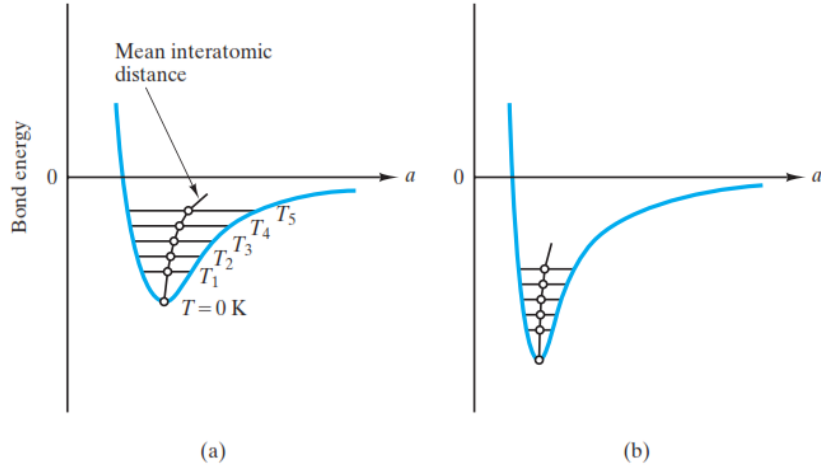 Mean interatomic
distance
Bond energy
0
a
T5
T4
T3
T2
T1
T = 0 K
(a)
0
a
(b)